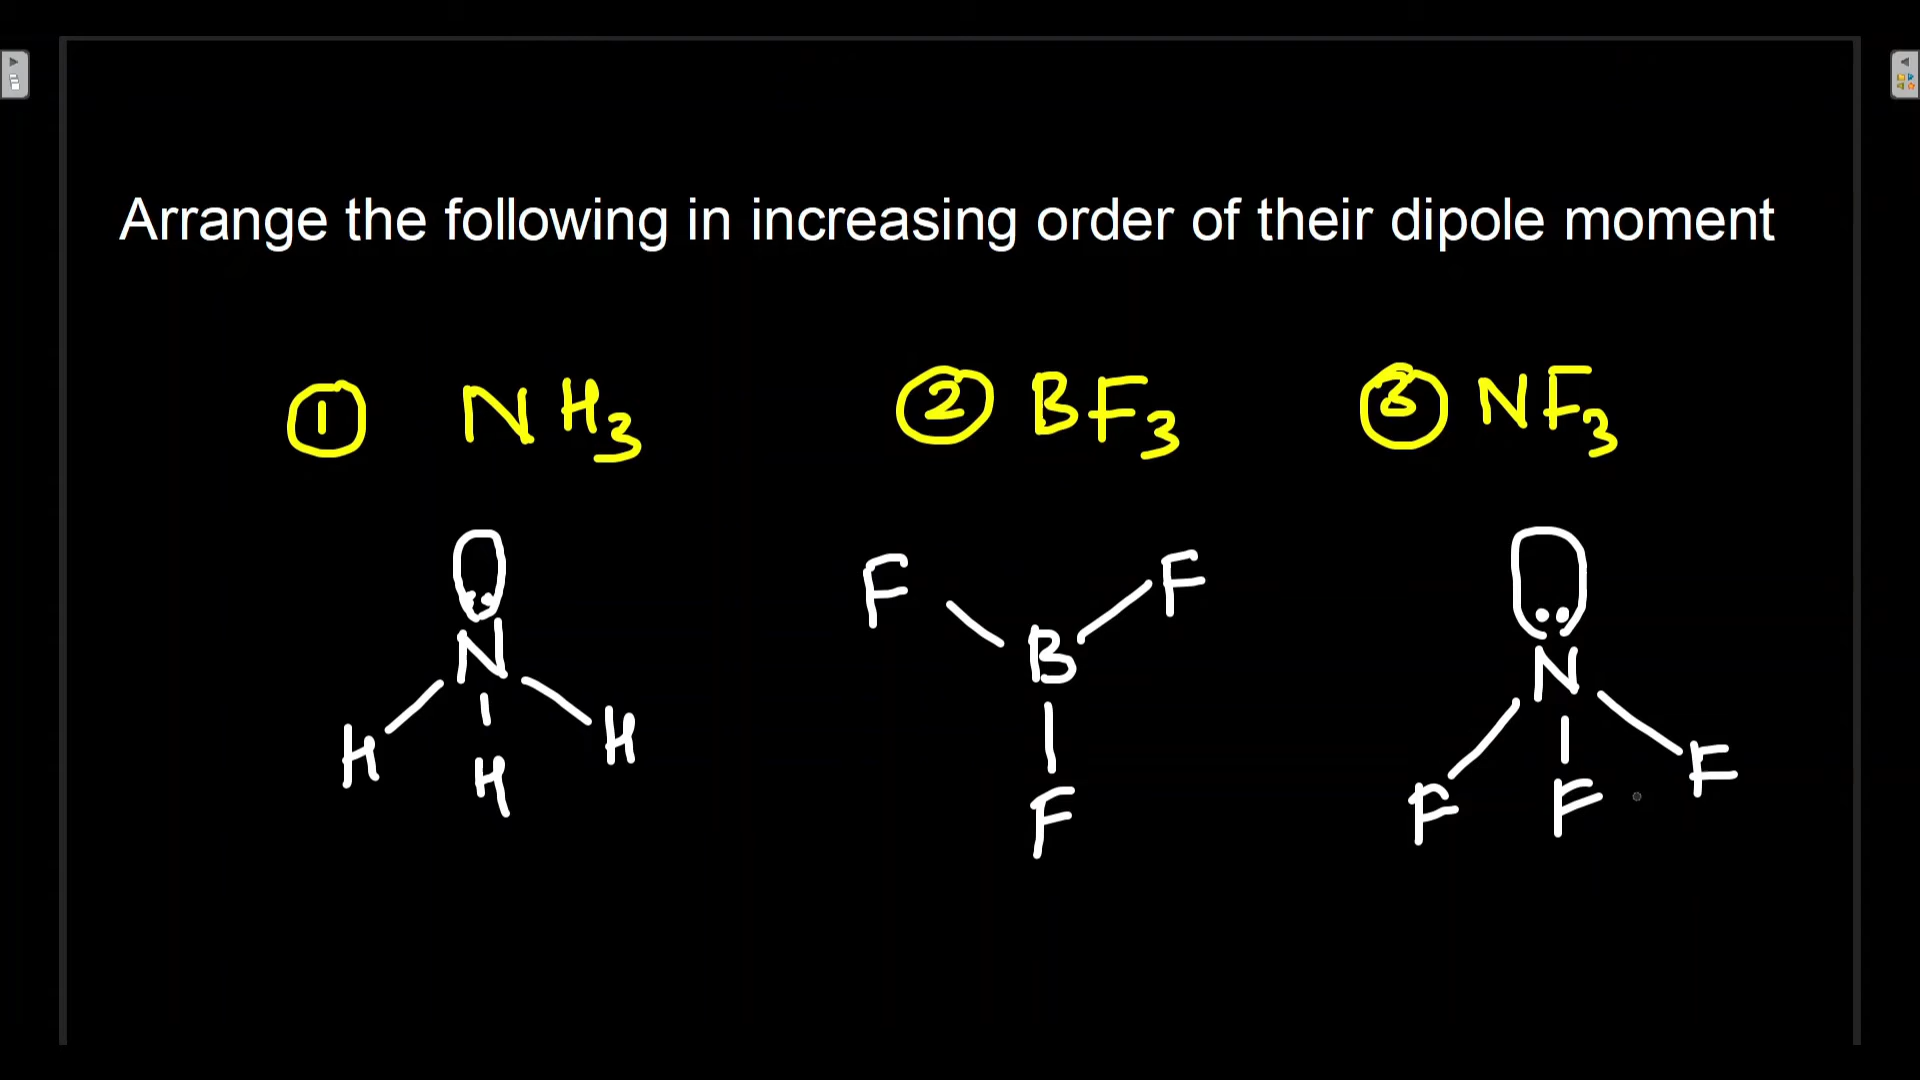 Arrange the following in increasing order of their dipole moment
① NH₃ ② BF₃ ③ NF₃
F F
B
N N
H H
H
F
F F F